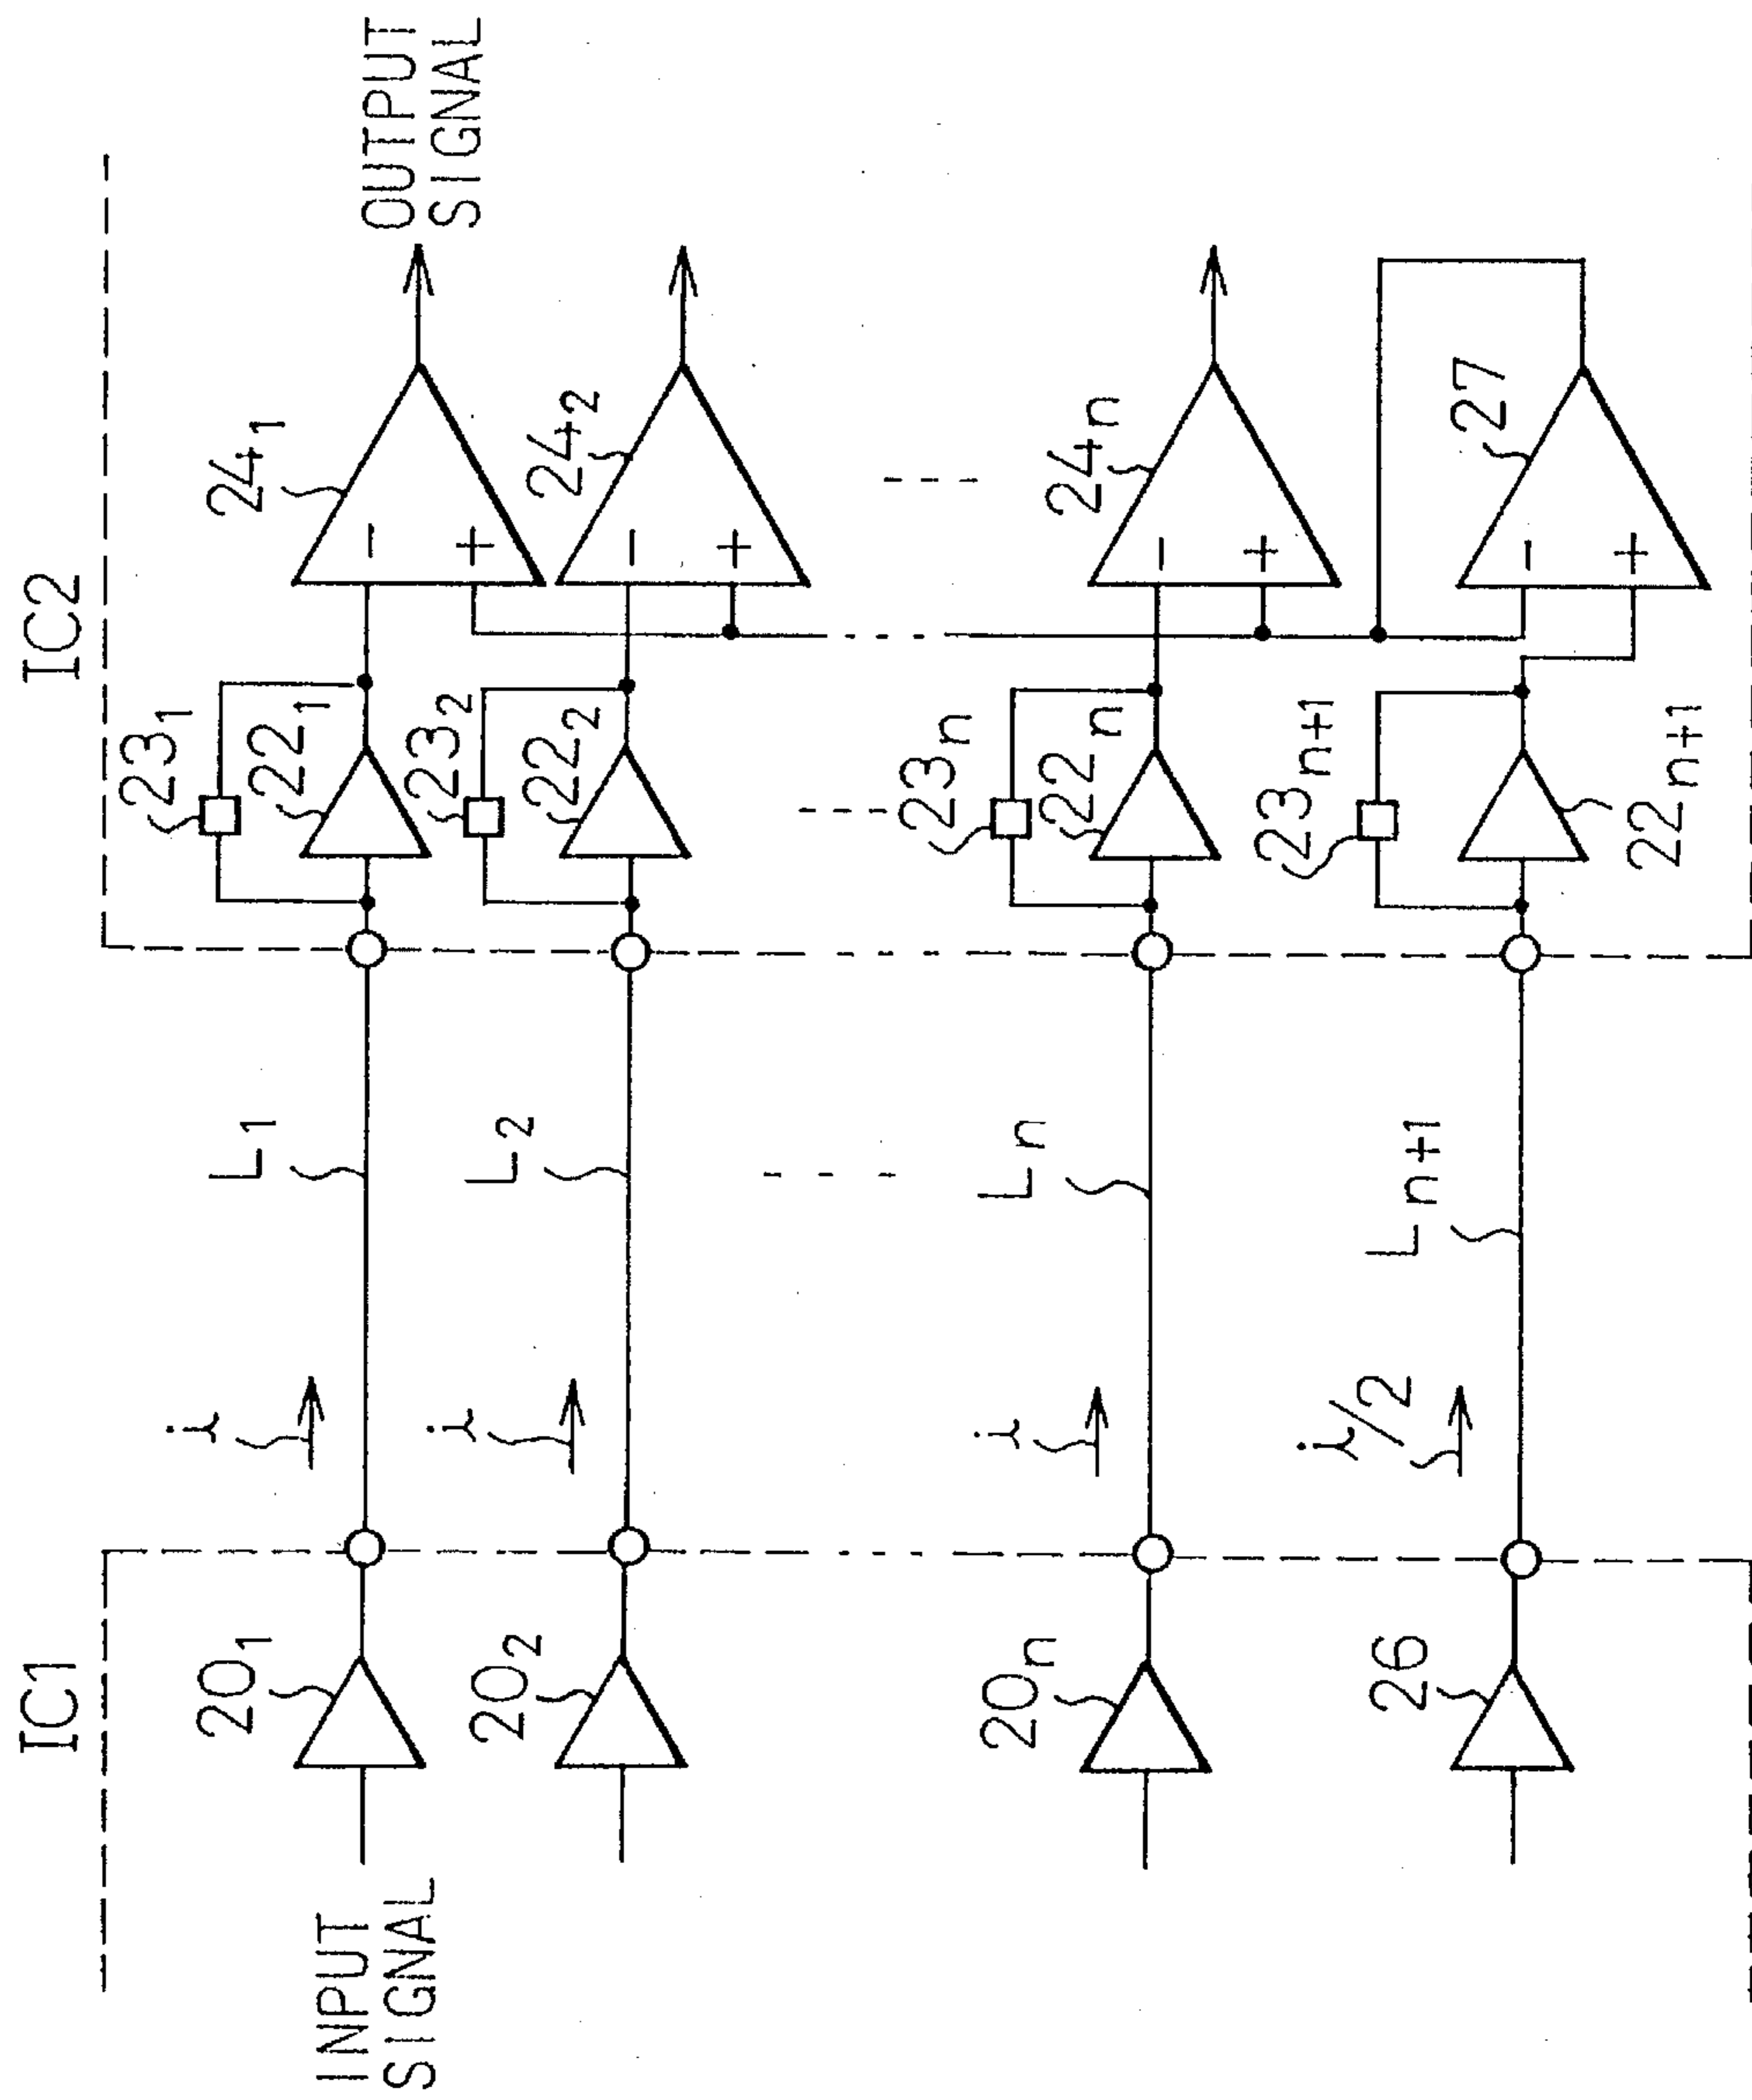 IC1
IC2
INPUT
SIGNAL
OUTPUT
SIGNAL
20₁
i
L₁
23₁
22₁
24₁
−
+
20₂
i
L₂
23₂
22₂
24₂
−
+
20ₙ
i
Lₙ
23ₙ
22ₙ
24ₙ
−
+
26
i/2
Lₙ₊₁
23ₙ₊₁
22ₙ₊₁
27
−
+